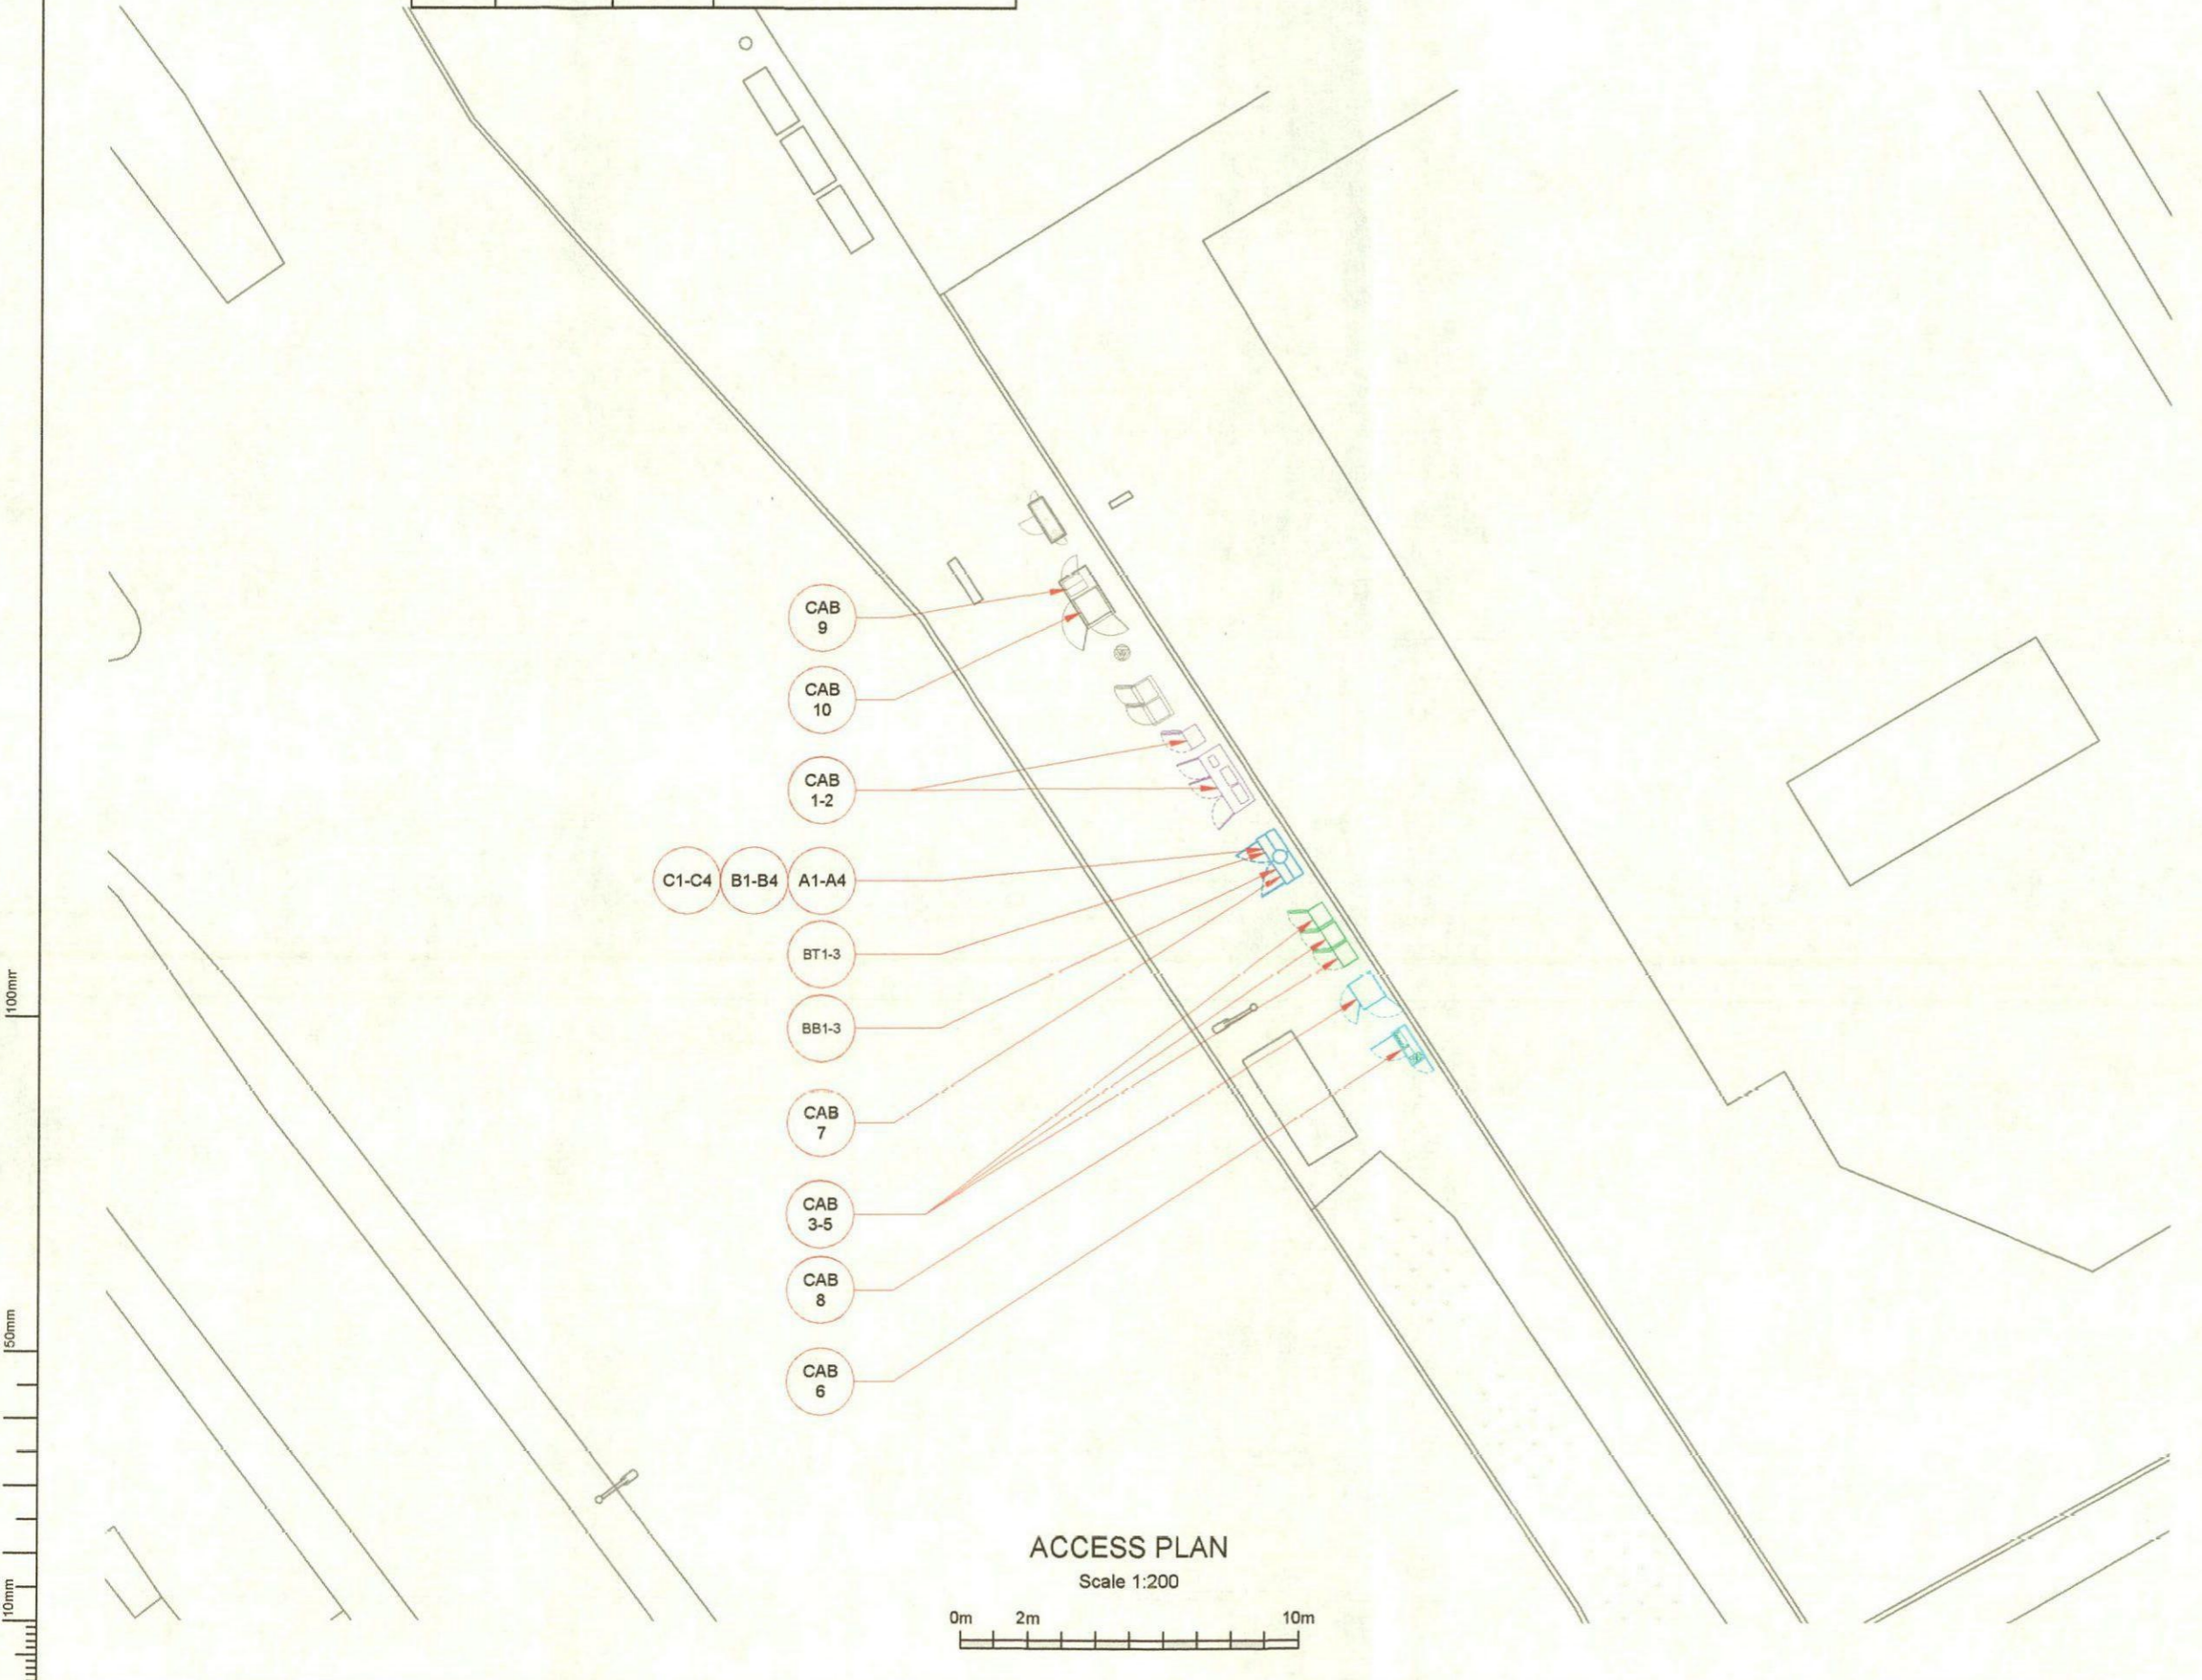 CAB
9
CAB
10
CAB
1-2
C1-C4
B1-B4
A1-A4
BT1-3
BB1-3
CAB
7
CAB
3-5
CAB
8
CAB
6
100mm
50mm
10mm
ACCESS PLAN
Scale 1:200
0m
2m
10m